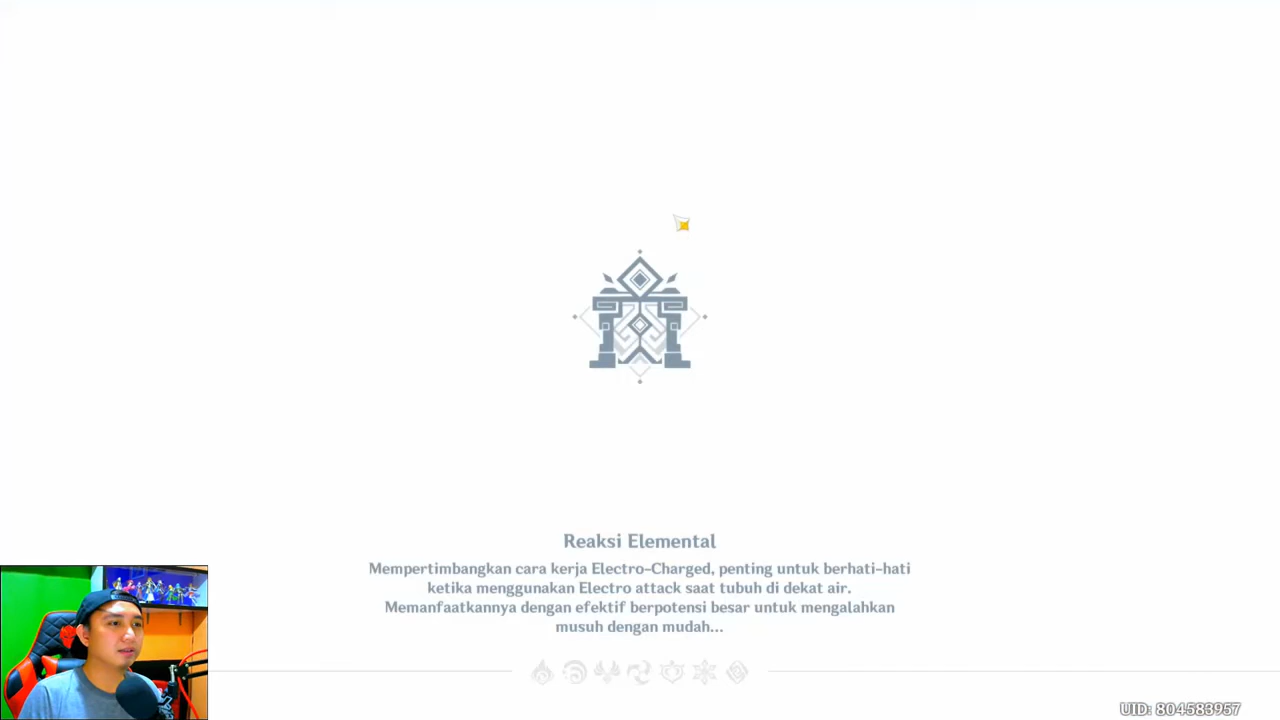 Reaksi Elemental
Mempertimbangkan cara kerja Electro-Charged, penting untuk berhati-hati
ketika menggunakan Electro attack saat tubuh di dekat air.
Memanfaatkannya dengan efektif berpotensi besar untuk mengalahkan
musuh dengan mudah...
UID: 804583957